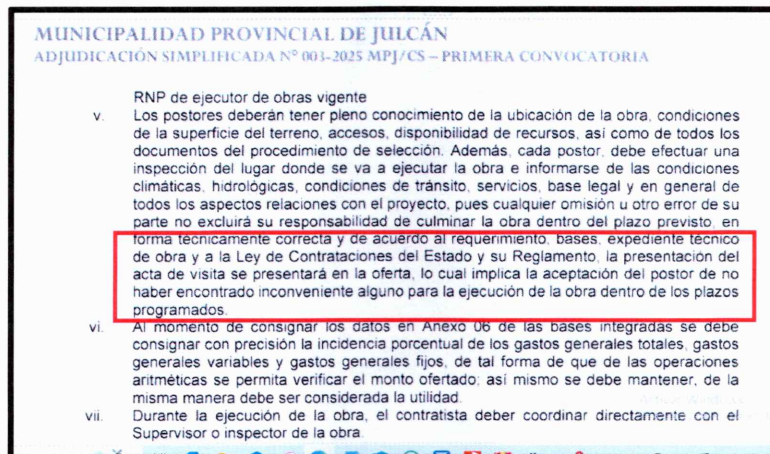 MUNICIPALIDAD PROVINCIAL DE JULCÁN
ADJUDICACIÓN SIMPLIFICADA Nº 003-2025 MPJ/CS – PRIMERA CONVOCATORIA
RNP de ejecutor de obras vigente
v. Los postores deberán tener pleno conocimiento de la ubicación de la obra, condiciones
de la superficie del terreno, accesos, disponibilidad de recursos, así como de todos los
documentos del procedimiento de selección. Además, cada postor, debe efectuar una
inspección del lugar donde se va a ejecutar la obra e informarse de las condiciones
climáticas, hidrológicas, condiciones de tránsito, servicios, base legal y en general de
todos los aspectos relaciones con el proyecto, pues cualquier omisión u otro error de su
parte no excluirá su responsabilidad de culminar la obra dentro del plazo previsto, en
forma técnicamente correcta y de acuerdo al requerimiento, bases, expediente técnico
de obra y a la Ley de Contrataciones del Estado y su Reglamento, la presentación del
acta de visita se presentará en la oferta, lo cual implica la aceptación del postor de no
haber encontrado inconveniente alguno para la ejecución de la obra dentro de los plazos
programados.
vi. Al momento de consignar los datos en Anexo 06 de las bases integradas se debe
consignar con precisión la incidencia porcentual de los gastos generales totales, gastos
generales variables y gastos generales fijos, de tal forma de que de las operaciones
aritméticas se permita verificar el monto ofertado; así mismo se debe mantener, de la
misma manera debe ser considerada la utilidad.
vii. Durante la ejecución de la obra, el contratista deber coordinar directamente con el
Supervisor o inspector de la obra.